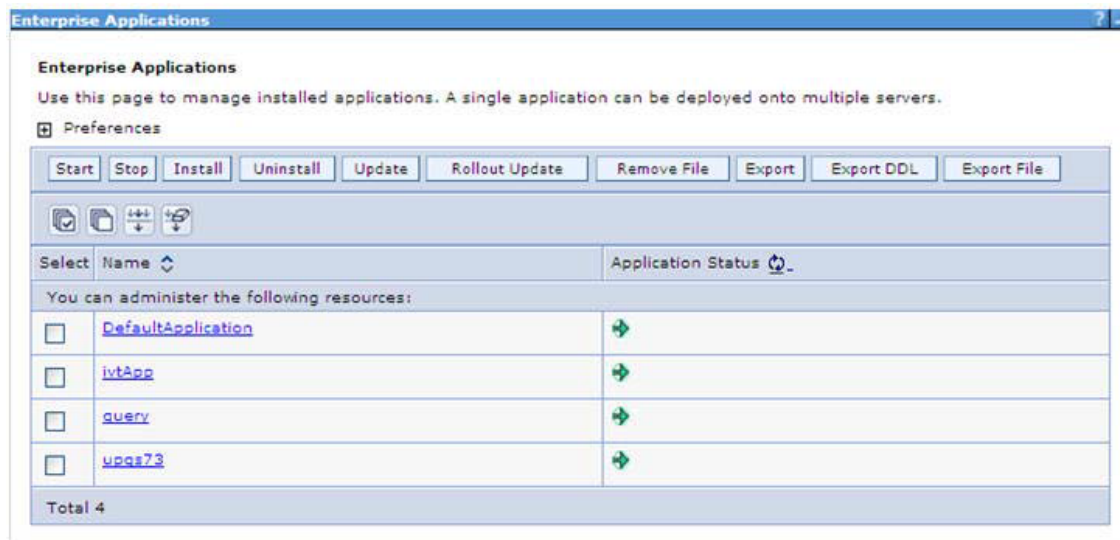 Enterprise Applications ? -
Enterprise Applications
Use this page to manage installed applications. A single application can be deployed onto multiple servers.
Preferences
Start Stop Install Uninstall Update Rollout Update Remove File Export Export DDL Export File
Select Name Application Status
You can administer the following resources:
DefaultApplication
ivtApp
query
upgs73
Total 4